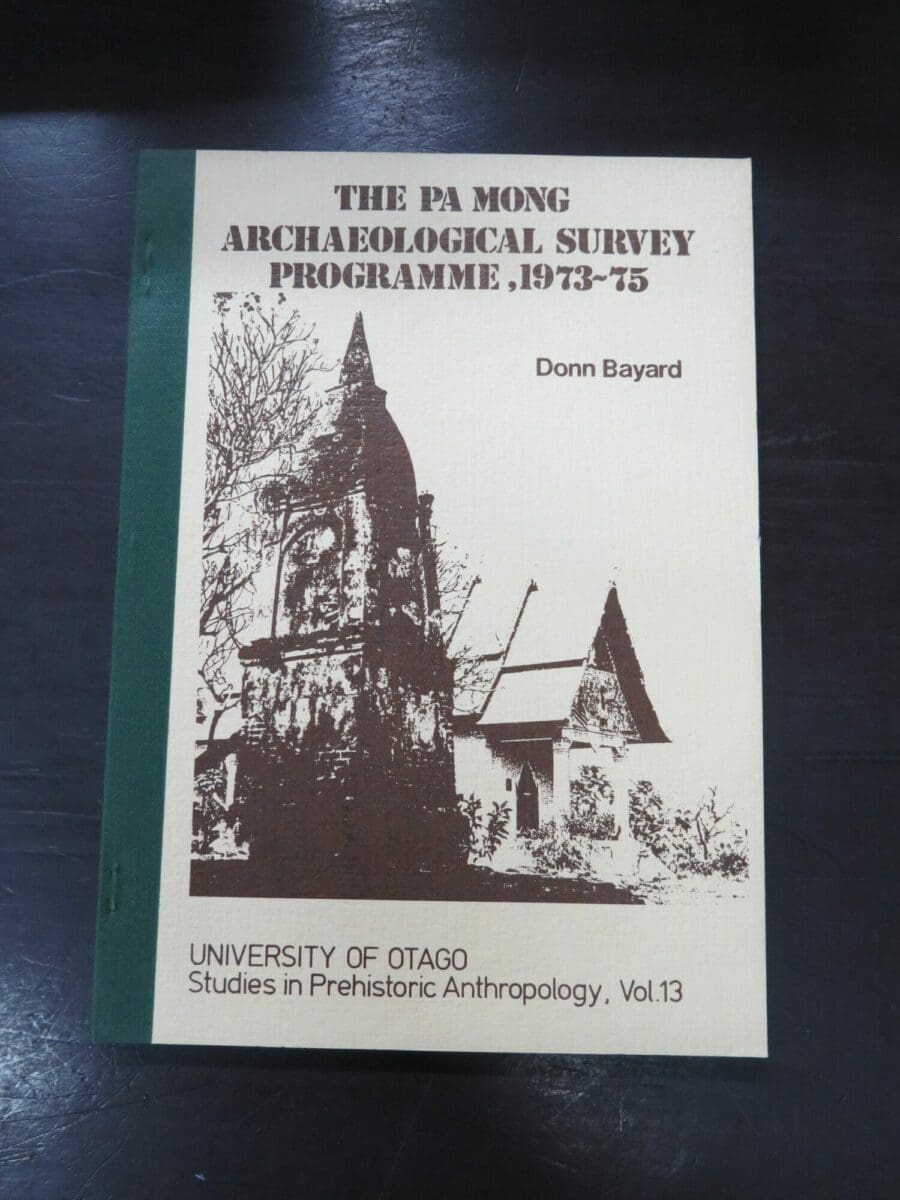 THE PA MONG
ARCHAEOLOGICAL SURVEY
PROGRAMME, 1973~75
Donn Bayard
UNIVERSITY OF OTAGO
Studies in Prehistoric Anthropology, Vol.13